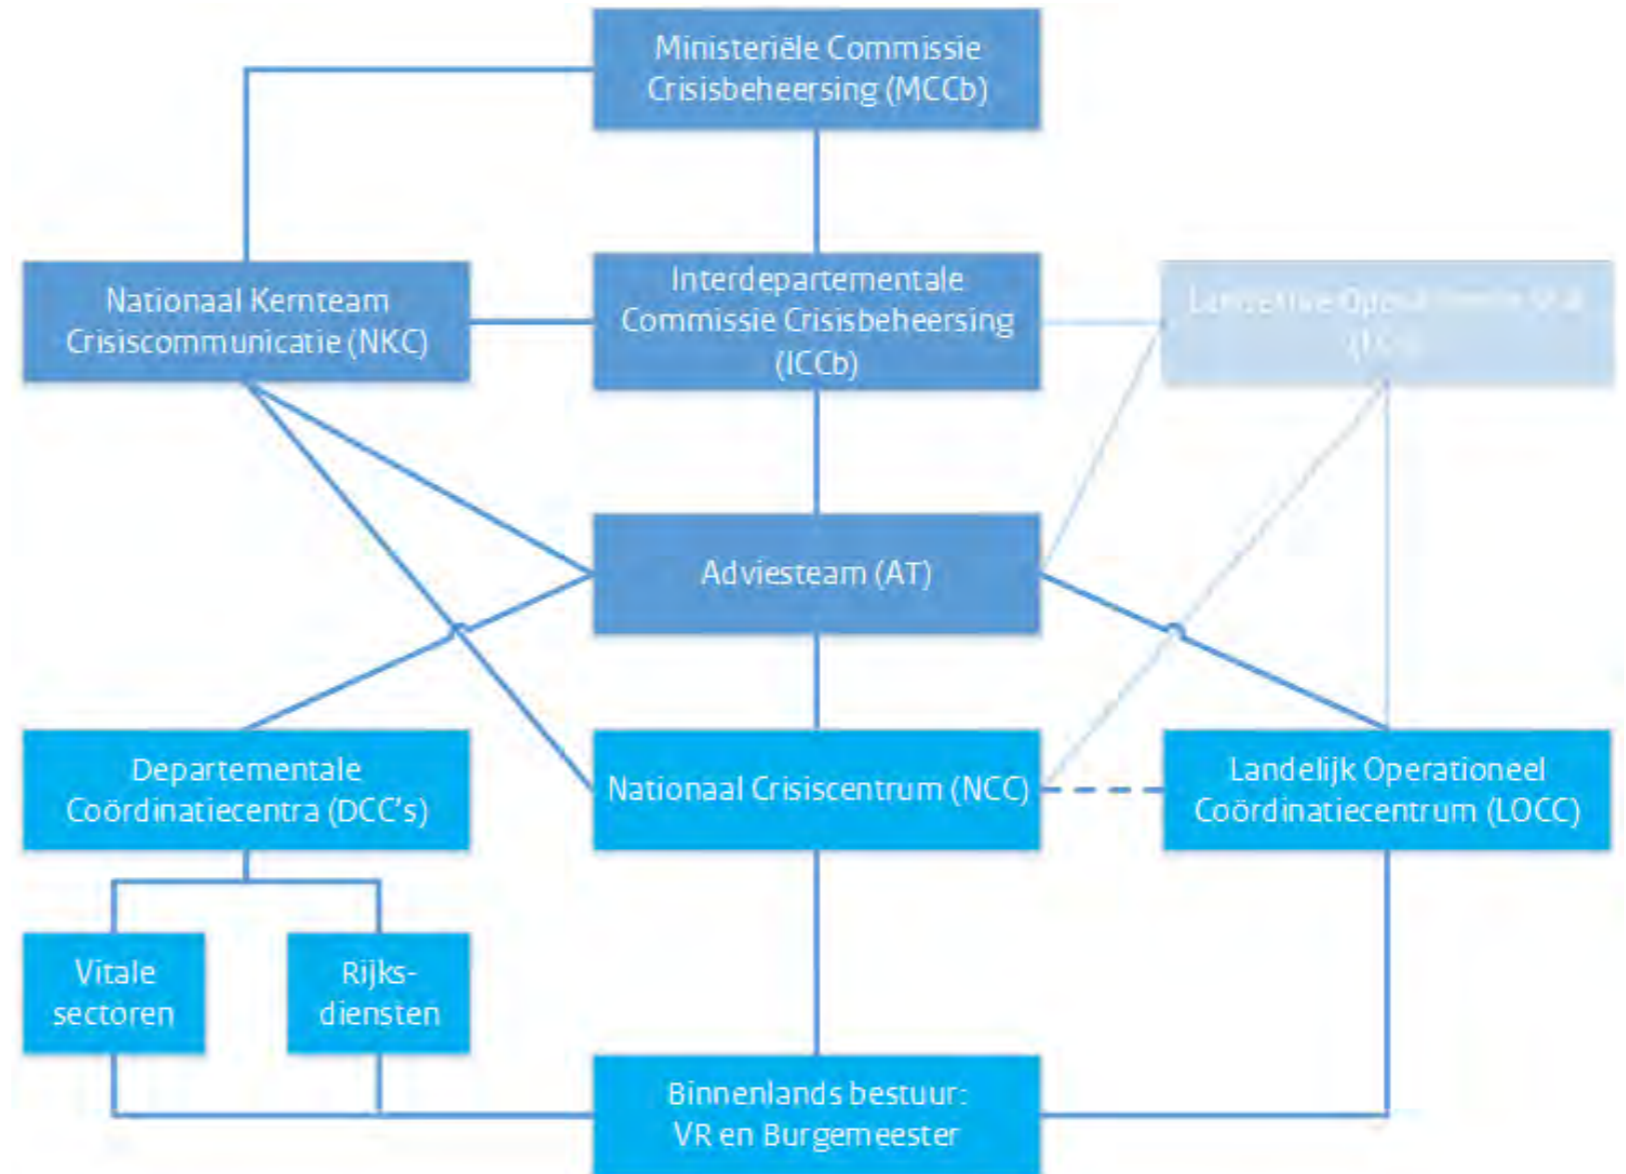 Ministeriële Commissie
Crisisbeheersing (MCCb)
Nationaal Kernteam
Crisiscommunicatie (NKC)
Interdepartementale
Commissie Crisisbeheersing
(ICCb)
Adviesteam (AT)
Departementale
Coördinatiecentra (DCC's)
Nationaal Crisiscentrum (NCC)
Landelijk Operationeel
Coördinatiecentrum (LOCC)
Vitale
sectoren
Rijks-
diensten
Binnenlands bestuur:
VR en Burgemeester